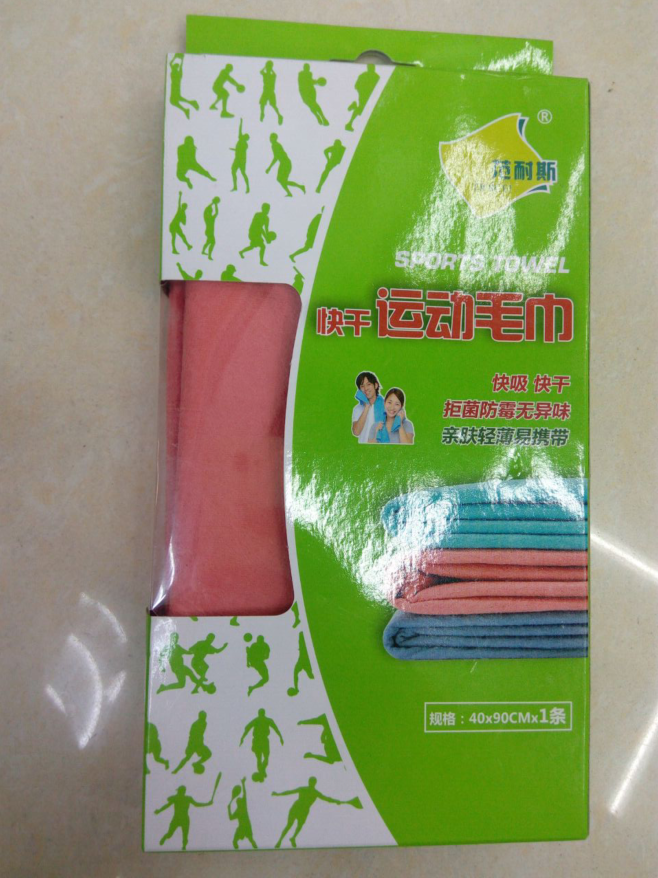 ®
范耐斯
SPORTS TOWEL
快干运动毛巾
快吸 快干
拒菌防霉无异味
亲肤轻薄易携带
规格：40x90CMx1条